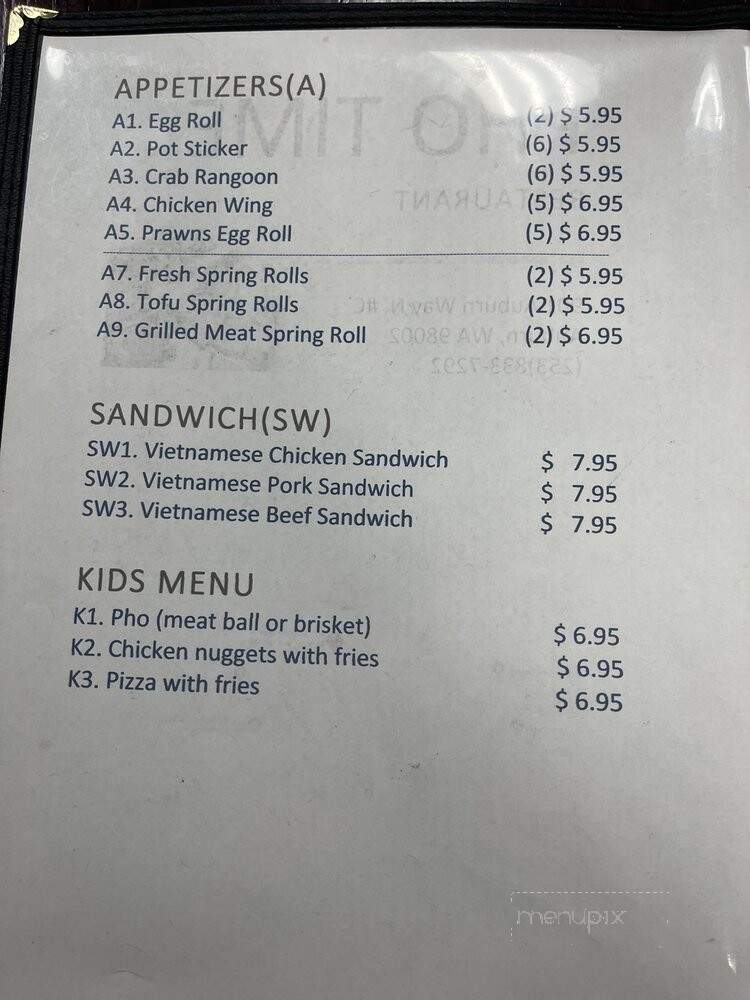 APPETIZERS(A)
A1. Egg Roll (2) $ 5.95
A2. Pot Sticker (6) $ 5.95
A3. Crab Rangoon (6) $ 5.95
A4. Chicken Wing (5) $ 6.95
A5. Prawns Egg Roll (5) $ 6.95
A7. Fresh Spring Rolls (2) $ 5.95
A8. Tofu Spring Rolls (2) $ 5.95
A9. Grilled Meat Spring Roll (2) $ 6.95
SANDWICH(SW)
SW1. Vietnamese Chicken Sandwich $ 7.95
SW2. Vietnamese Pork Sandwich $ 7.95
SW3. Vietnamese Beef Sandwich $ 7.95
KIDS MENU
K1. Pho (meat ball or brisket) $ 6.95
K2. Chicken nuggets with fries $ 6.95
K3. Pizza with fries $ 6.95
menupix